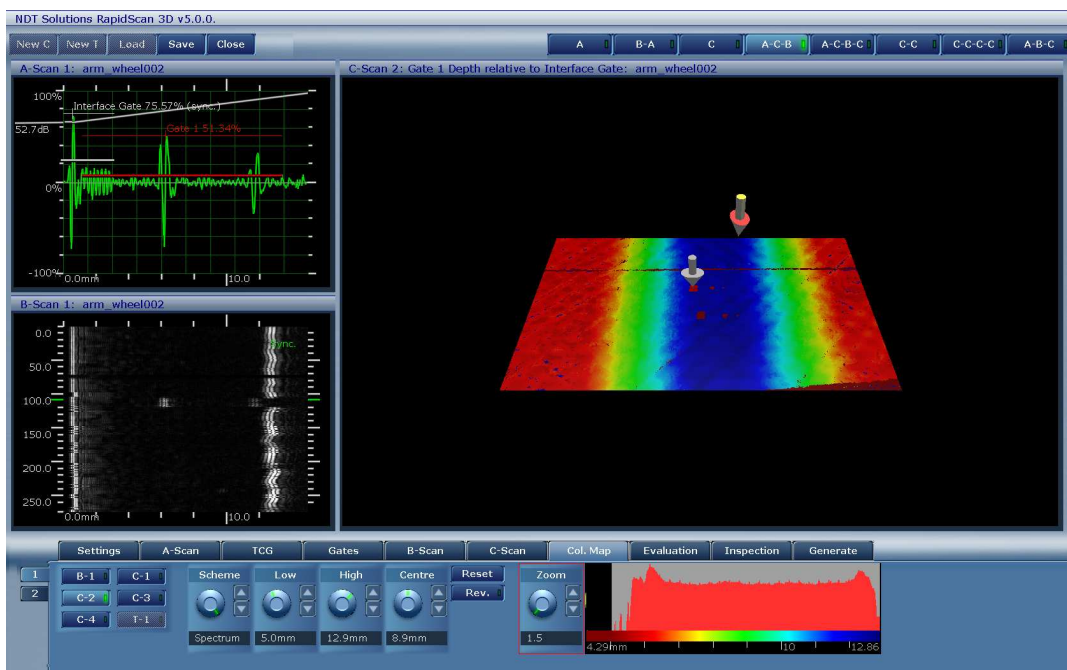 NDT Solutions RapidScan 3D v5.0.0.
New C New T Load Save Close A B-A C A-C-B A-C-B-C C-C C-C-C-C A-B-C
A-Scan 1: arm_wheel002
C-Scan 2: Gate 1 Depth relative to Interface Gate: arm_wheel002
100%
Interface Gate 75.57% (sync.)
52.7dB
Gate 1 51.34%
0%
-100%
0.0mm 10.0
B-Scan 1: arm_wheel002
0.0
sync.
50.0
100.0
150.0
200.0
250.0
0.0mm 10.0
Settings A-Scan TCG Gates B-Scan C-Scan Col. Map Evaluation Inspection Generate
1 B-1 C-1 Scheme Low High Centre Reset Zoom
2 C-2 C-3 Rev.
C-4 T-1
Spectrum 5.0mm 12.9mm 8.9mm 1.5
4.29mm 10 12.86